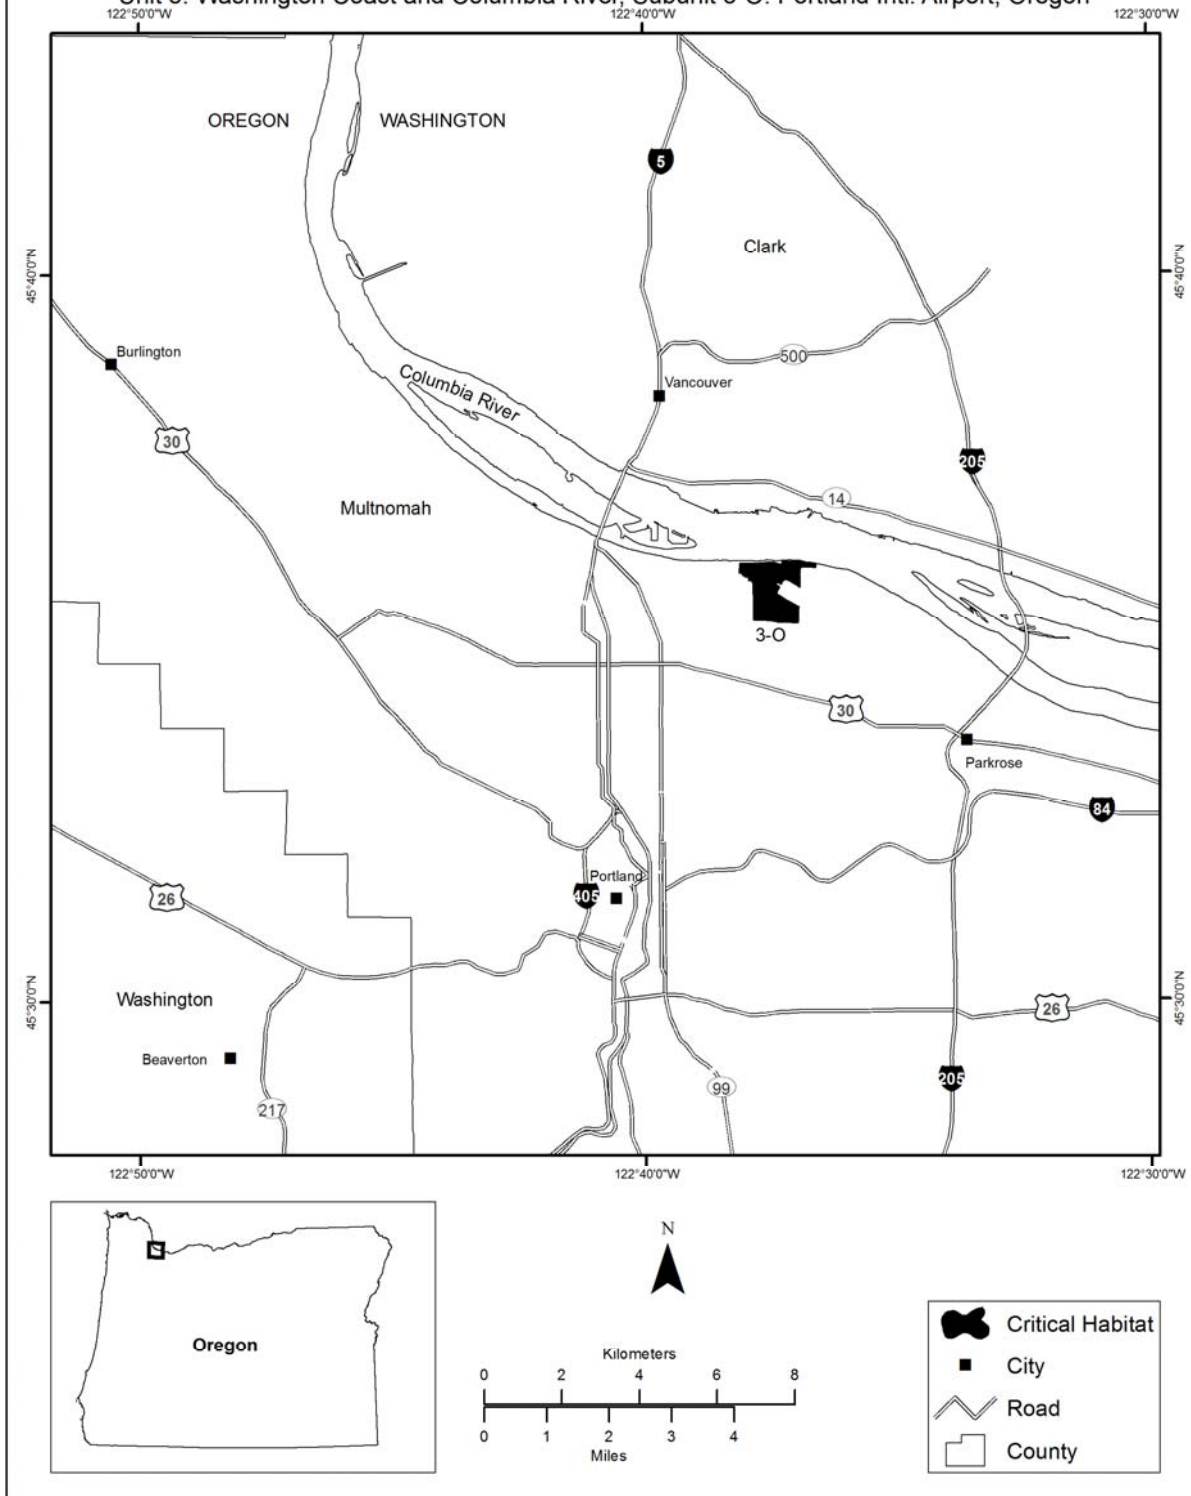 Unit 3: Washington Coast and Columbia River, Subunit 3-O: Portland Intl. Airport, Oregon
122°50'0"W 122°40'0"W 122°30'0"W
OREGON WASHINGTON
5
Clark
45°40'0"N 45°40'0"N
Burlington
500
Columbia River
Vancouver
30
205
14
Multnomah
3-O
30
Parkrose
84
Portland
405
26
45°30'0"N 45°30'0"N
Washington
26
Beaverton
205
99
217
122°50'0"W 122°40'0"W 122°30'0"W
Oregon
N
Kilometers
0 2 4 6 8
0 1 2 3 4
Miles
Critical Habitat
City
Road
County